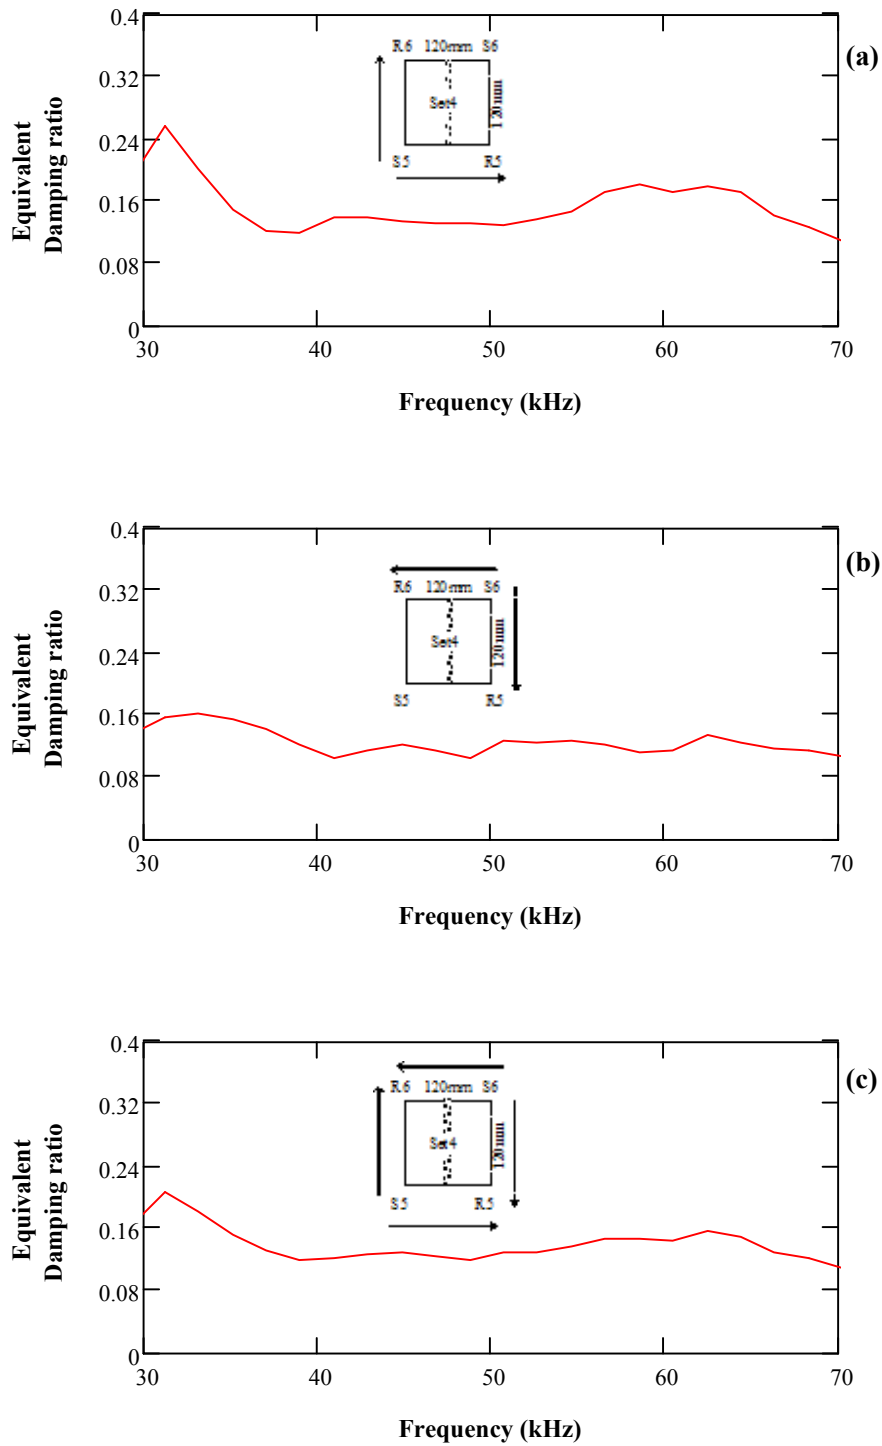 0.4
(a)
R6 120mm S6
0.32
Set4
120mm
0.24
S5 R5
0.16
0.08
0
30 40 50 60 70
Equivalent
Damping ratio
Frequency (kHz)
0.4
(b)
R6 120mm S6
0.32
Set4
120mm
0.24
S5 R5
0.16
0.08
0
30 40 50 60 70
Equivalent
Damping ratio
Frequency (kHz)
0.4
(c)
R6 120mm S6
0.32
Set4
120mm
0.24
S5 R5
0.16
0.08
0
30 40 50 60 70
Equivalent
Damping ratio
Frequency (kHz)